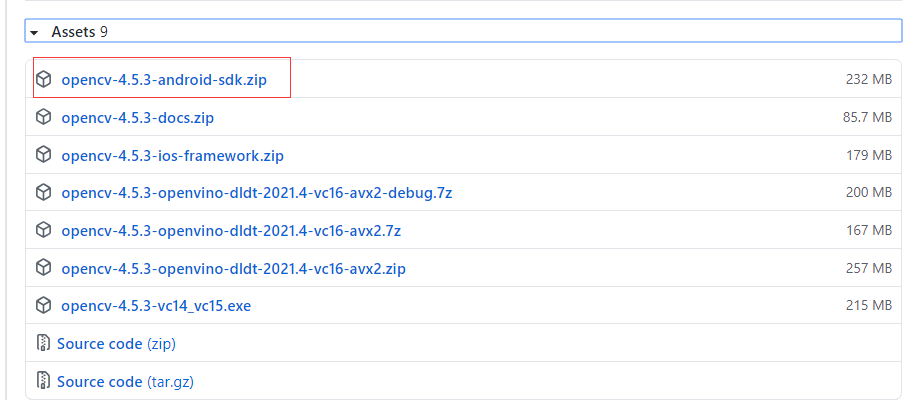 Assets 9
opencv-4.5.3-android-sdk.zip 232 MB
opencv-4.5.3-docs.zip 85.7 MB
opencv-4.5.3-ios-framework.zip 179 MB
opencv-4.5.3-openvino-dldt-2021.4-vc16-avx2-debug.7z 200 MB
opencv-4.5.3-openvino-dldt-2021.4-vc16-avx2.7z 167 MB
opencv-4.5.3-openvino-dldt-2021.4-vc16-avx2.zip 257 MB
opencv-4.5.3-vc14_vc15.exe 215 MB
Source code (zip)
Source code (tar.gz)